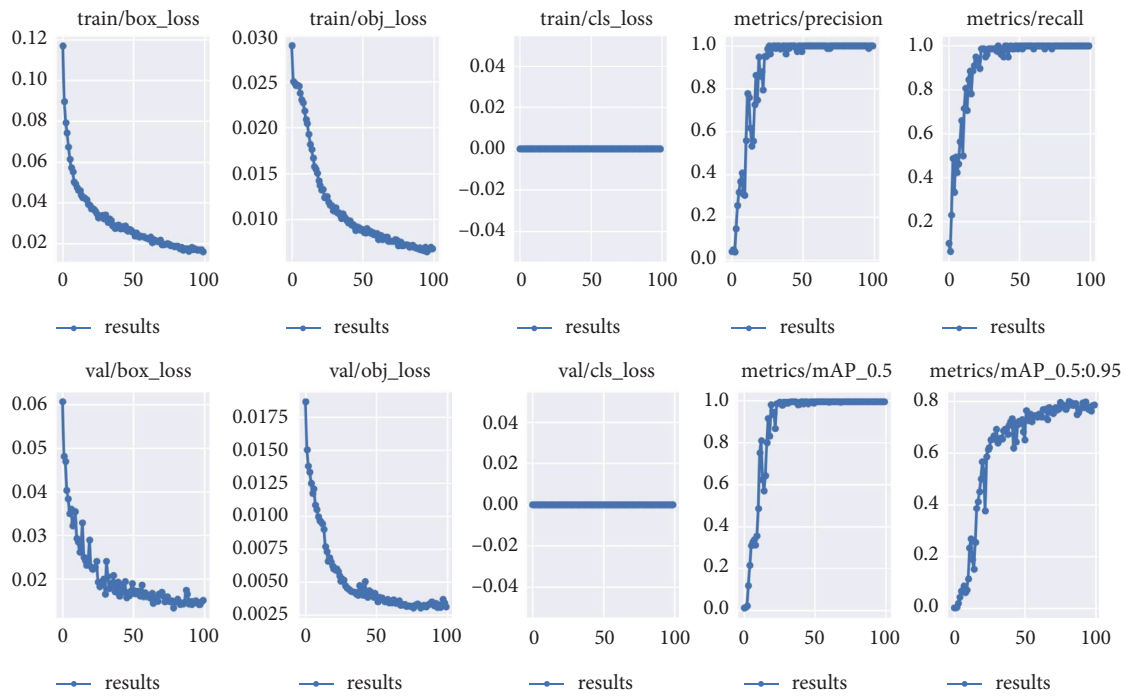 train/box_loss train/obj_loss train/cls_loss metrics/precision metrics/recall
0.12 0.10 0.08 0.06 0.04 0.02
0 50 100
0.030 0.025 0.020 0.015 0.010
0 50 100
0.04 0.02 0.00 −0.02 −0.04
0 50 100
1.0 0.8 0.6 0.4 0.2 0.0
0 50 100
1.0 0.8 0.6 0.4 0.2
0 50 100
results results results results results
val/box_loss val/obj_loss val/cls_loss metrics/mAP_0.5 metrics/mAP_0.5:0.95
0.06 0.05 0.04 0.03 0.02
0 50 100
0.0175 0.0150 0.0125 0.0100 0.0075 0.0050 0.0025
0 50 100
0.04 0.02 0.00 −0.02 −0.04
0 50 100
1.0 0.8 0.6 0.4 0.2 0.0
0 50 100
0.8 0.6 0.4 0.2 0.0
0 50 100
results results results results results